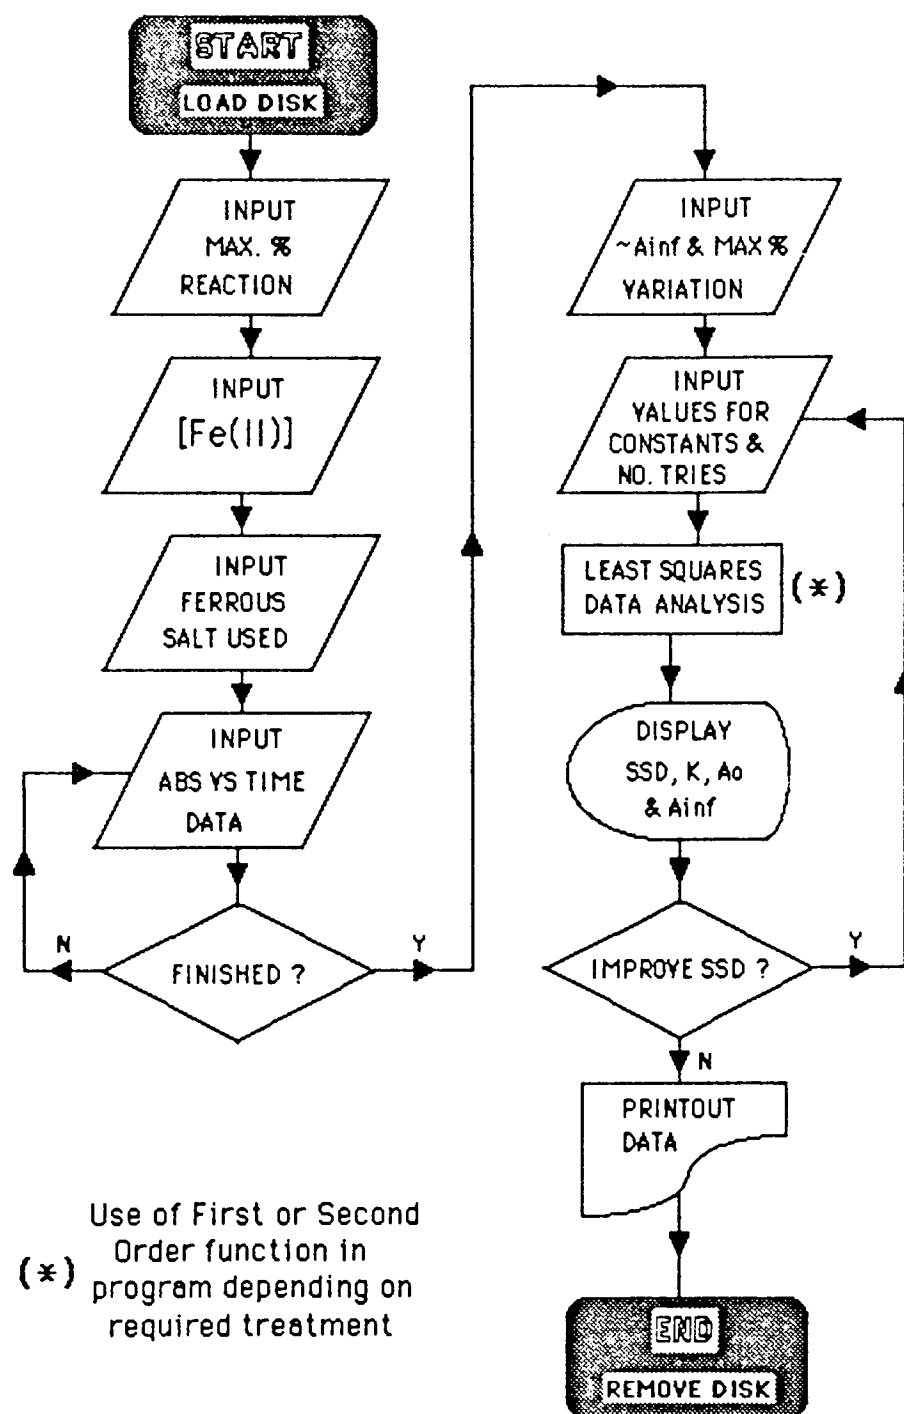 START
LOAD DISK
INPUT
MAX. %
REACTION
INPUT
[Fe(II)]
INPUT
FERROUS
SALT USED
INPUT
ABS VS TIME
DATA
N
Y
FINISHED ?
INPUT
~Ainf & MAX %
VARIATION
INPUT
VALUES FOR
CONSTANTS &
NO. TRIES
LEAST SQUARES
DATA ANALYSIS
(*)
DISPLAY
SSD, K, Ao
& Ainf
IMPROVE SSD ?
Y
N
PRINTOUT
DATA
END
REMOVE DISK
Use of First or Second
Order function in
(*) program depending on
required treatment